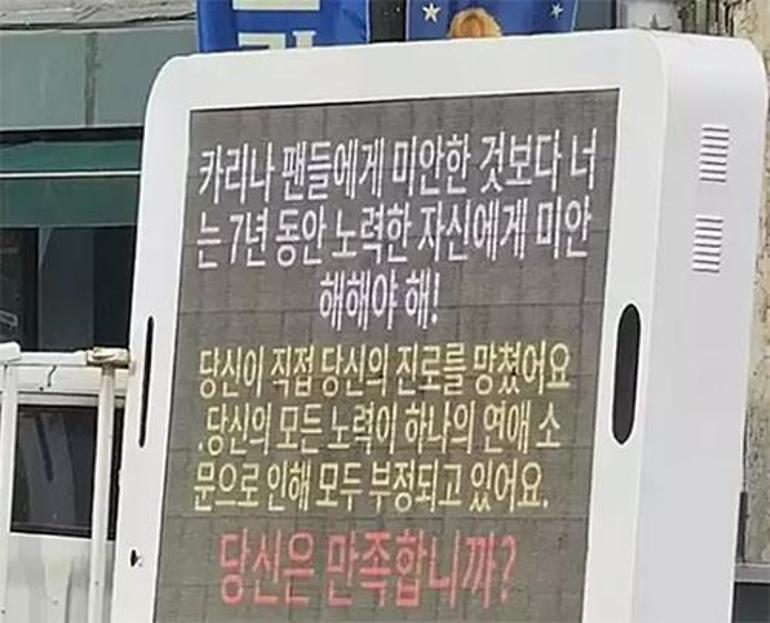 카리나 팬들에게 미안한 것보다 너
는 7년 동안 노력한 자신에게 미안
해해야 해!
당신이 직접 당신의 진로를 망쳤어요
.당신의 모든 노력이 하나의 연애 소
문으로 인해 모두 부정되고 있어요.
당신은 만족합니까?